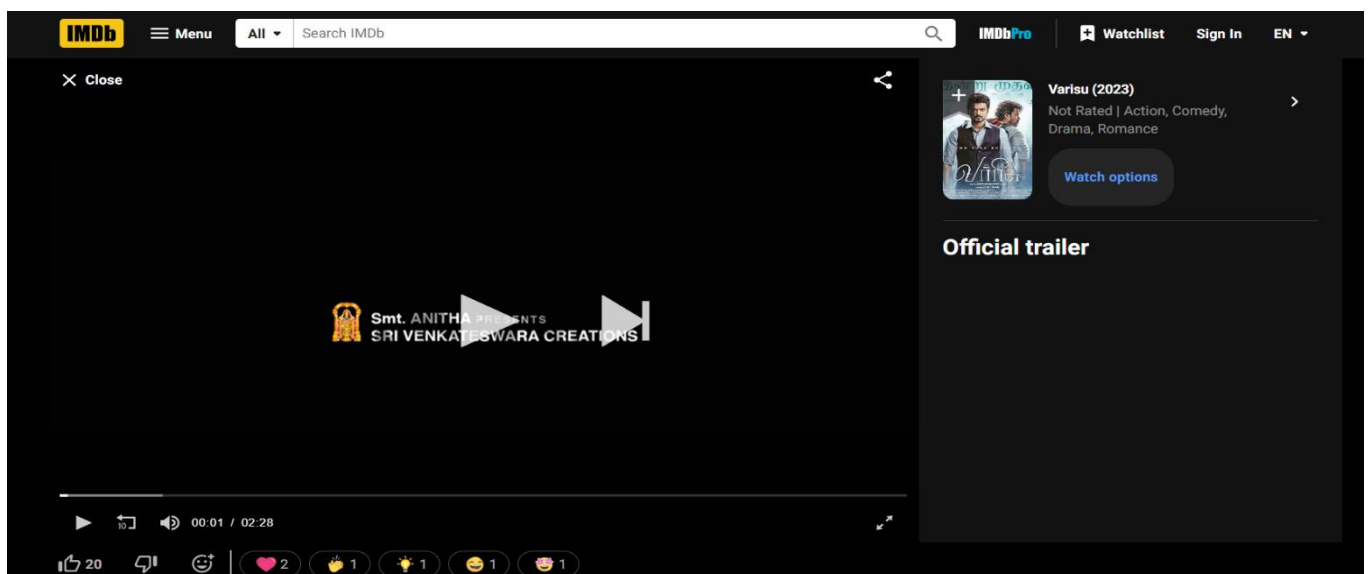 IMDb Menu All Search IMDb IMDbPro Watchlist Sign In EN
Close
Varisu (2023)
Not Rated | Action, Comedy,
Drama, Romance
வாரிசு
Watch options
Official trailer
Smt. ANITHA PRESENTS
SRI VENKATESWARA CREATIONS
10 00:01 / 02:28
20 2 1 1 1 1